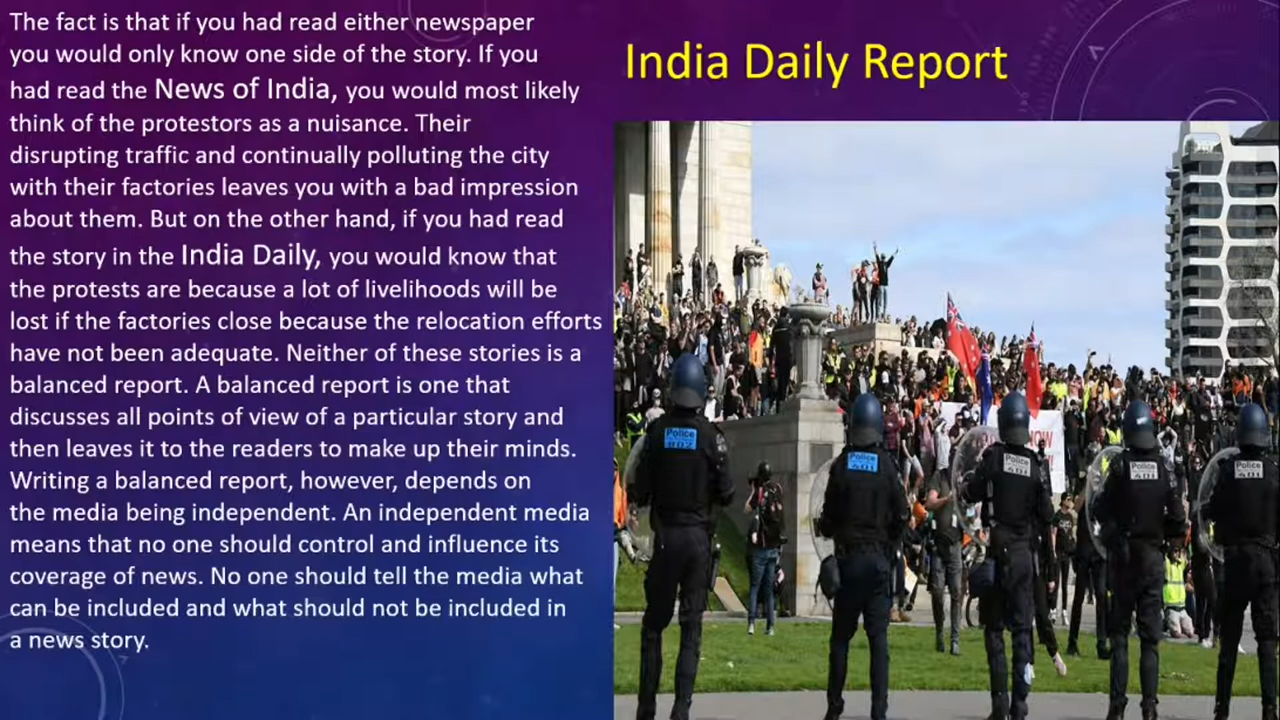 The fact is that if you had read either newspaper
you would only know one side of the story. If you
had read the News of India, you would most likely
think of the protestors as a nuisance. Their
disrupting traffic and continually polluting the city
with their factories leaves you with a bad impression
about them. But on the other hand, if you had read
the story in the India Daily, you would know that
the protests are because a lot of livelihoods will be
lost if the factories close because the relocation efforts
have not been adequate. Neither of these stories is a
balanced report. A balanced report is one that
discusses all points of view of a particular story and
then leaves it to the readers to make up their minds.
Writing a balanced report, however, depends on
the media being independent. An independent media
means that no one should control and influence its
coverage of news. No one should tell the media what
can be included and what should not be included in
a news story.
India Daily Report
Police
Police
Police
Police
Police